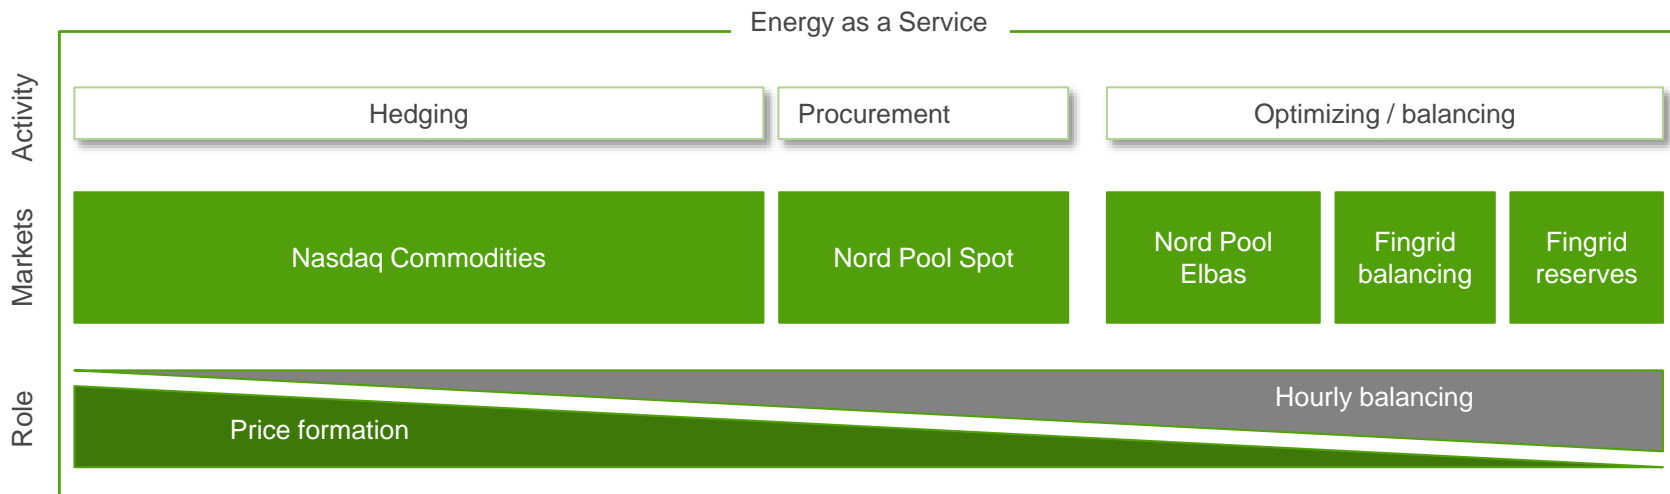 Energy as a Service
Activity
Hedging
Procurement
Optimizing / balancing
Markets
Nasdaq Commodities
Nord Pool Spot
Nord Pool
Elbas
Fingrid
balancing
Fingrid
reserves
Role
Hourly balancing
Price formation